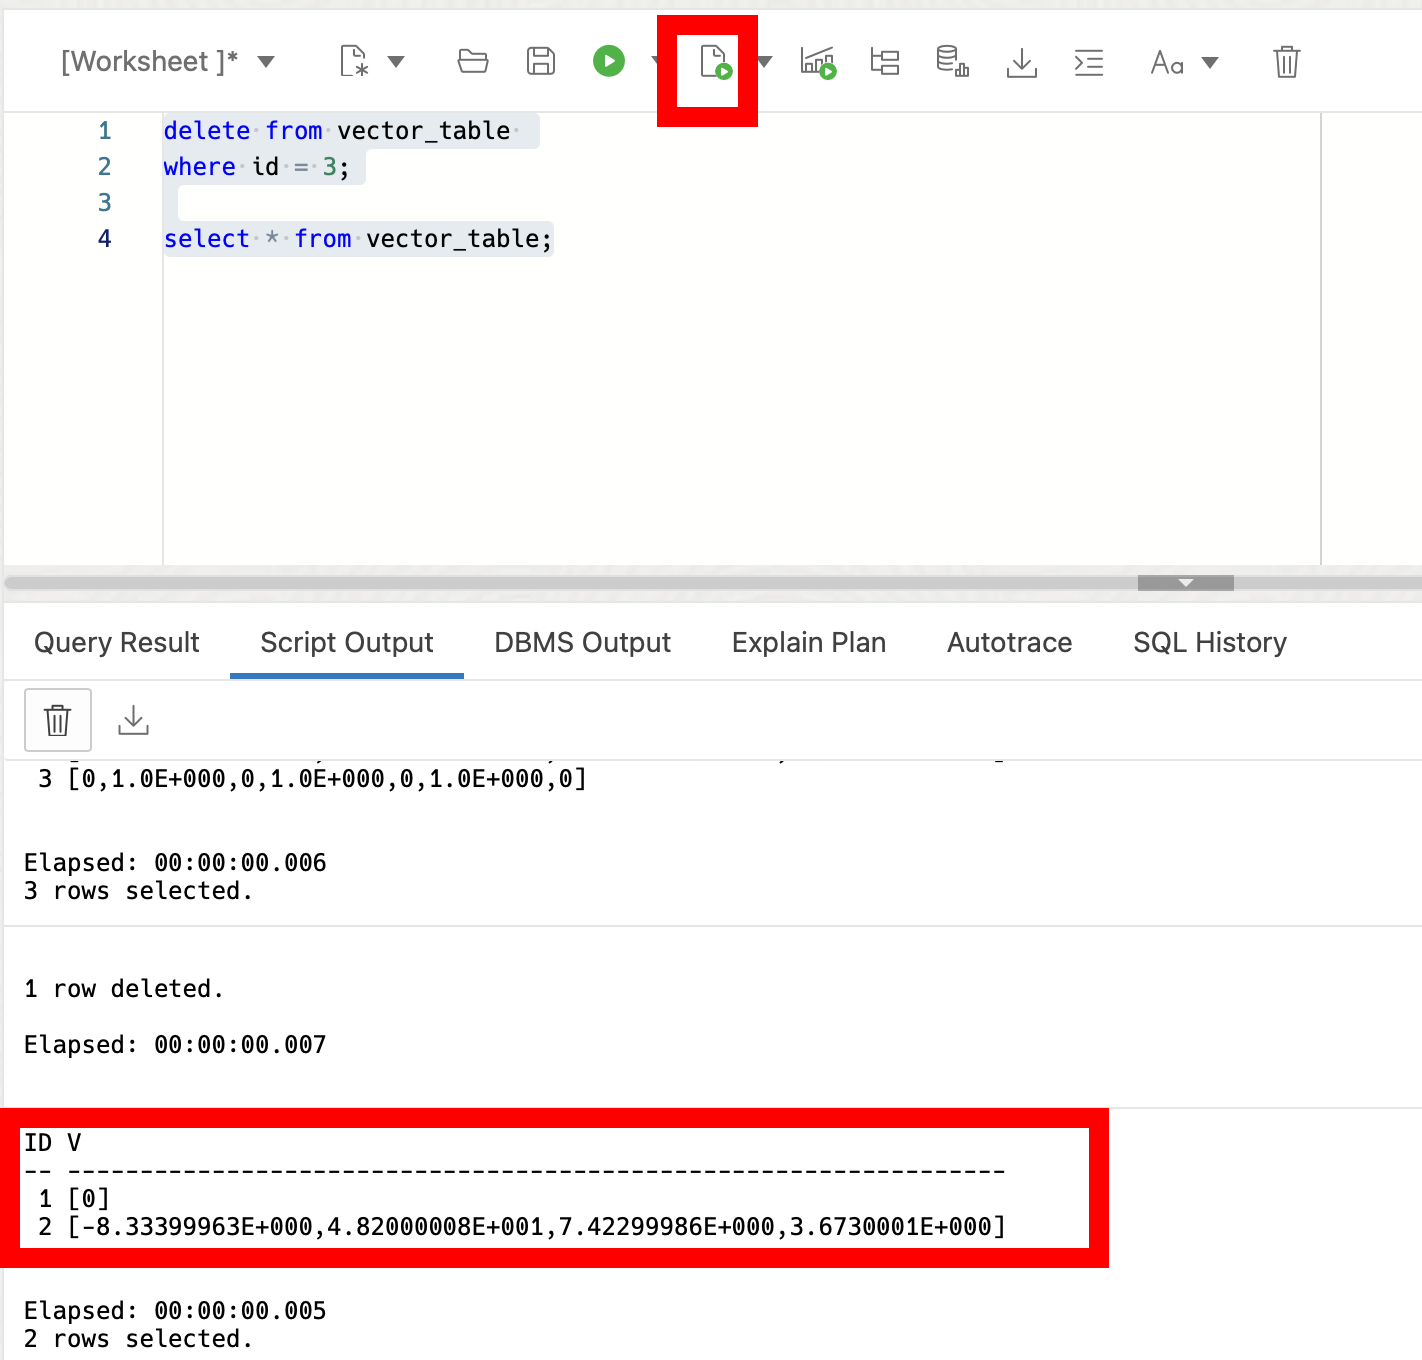 [Worksheet ]*
Aa
1 delete from vector_table
2 where id = 3;
3
4 select * from vector_table;
Query Result Script Output DBMS Output Explain Plan Autotrace SQL History
3 [0,1.0E+000,0,1.0E+000,0,1.0E+000,0]
Elapsed: 00:00:00.006
3 rows selected.
1 row deleted.
Elapsed: 00:00:00.007
ID V
-- -----------------------------------------------------------------
1 [0]
2 [-8.33399963E+000,4.82000008E+001,7.42299986E+000,3.6730001E+000]
Elapsed: 00:00:00.005
2 rows selected.